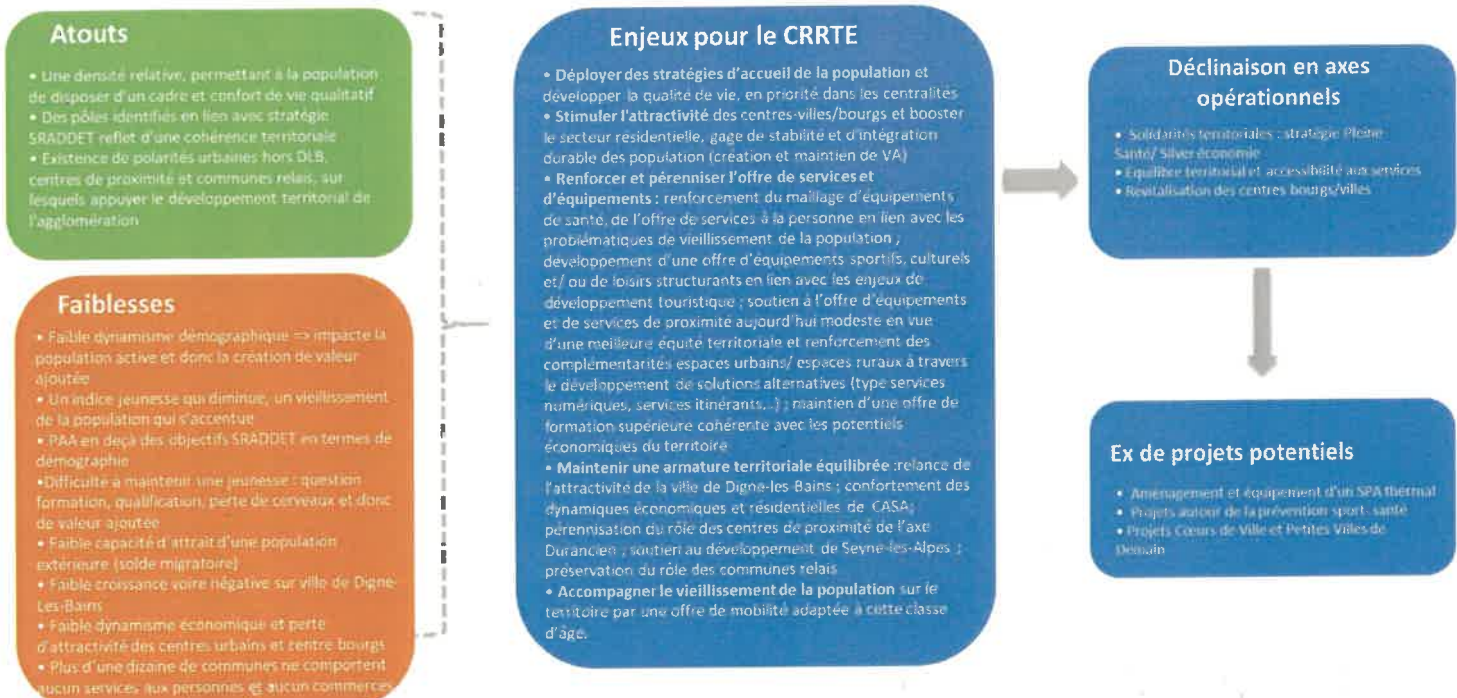 Atouts
• Une densité relative, permettant à la population
de disposer d'un cadre et confort de vie qualitatif
• Des pôles identifiés en lien avec stratégie
SRADDET reflet d'une cohérence territoriale
• Existence de polarités urbaines hors DLB,
centres de proximité et communes relais, sur
lesquels appuyer le développement territorial de
l'agglomération
Faiblesses
• Faible dynamisme démographique => impacte la
population active et donc la création de valeur
ajoutée
• Un indice jeunesse qui diminue, un vieillissement
de la population qui s'accentue
• PAA en deçà des objectifs SRADDET en termes de
démographie
•Difficulté à maintenir une jeunesse : question
formation, qualification, perte de cerveaux et donc
de valeur ajoutée
• Faible capacité d'attrait d'une population
extérieure (solde migratoire)
• Faible croissance voire négative sur ville de Digne-
Les-Bains
• Faible dynamisme économique et perte
d'attractivité des centres urbains et centre bourgs
• Plus d'une dizaine de communes ne comportent
aucun services aux personnes et aucun commerces
Enjeux pour le CRRTE
• Déployer des stratégies d'accueil de la population et
développer la qualité de vie, en priorité dans les centralités
• Stimuler l'attractivité des centres-villes/bourgs et booster
le secteur résidentielle, gage de stabilité et d'intégration
durable des population (création et maintien de VA)
• Renforcer et pérenniser l'offre de services et
d'équipements : renforcement du maillage d'équipements
de santé, de l'offre de services à la personne en lien avec les
problématiques de vieillissement de la population ;
développement d'une offre d'équipements sportifs, culturels
et/ ou de loisirs structurants en lien avec les enjeux de
développement touristique ; soutien à l'offre d'équipements
et de services de proximité aujourd'hui modeste en vue
d'une meilleure équité territoriale et renforcement des
complémentarités espaces urbains/ espaces ruraux à travers
le développement de solutions alternatives (type services
numériques, services itinérants...) ; maintien d'une offre de
formation supérieure cohérente avec les potentiels
économiques du territoire
• Maintenir une armature territoriale équilibrée :relance de
l'attractivité de la ville de Digne-les-Bains ; confortement des
dynamiques économiques et résidentielles de CASA;
pérennisation du rôle des centres de proximité de l'axe
Durancien ; soutien au développement de Seyne-les-Alpes ;
préservation du rôle des communes relais
• Accompagner le vieillissement de la population sur le
territoire par une offre de mobilité adaptée à cette classe
d'âge.
Déclinaison en axes
opérationnels
• Solidarités territoriales : stratégie Pleine
Santé/ Silver économie
• Equilibre territorial et accessibilité aux services
• Revitalisation des centres bourgs/villes
Ex de projets potentiels
• Aménagement et équipement d'un SPA thermal
• Projets autour de la prévention sport- santé
• Projets Cœurs de Ville et Petites Villes de
Demain